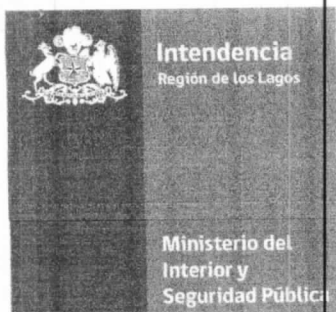 Intendencia
Región de los Lagos
Ministerio del
Interior y
Seguridad Pública